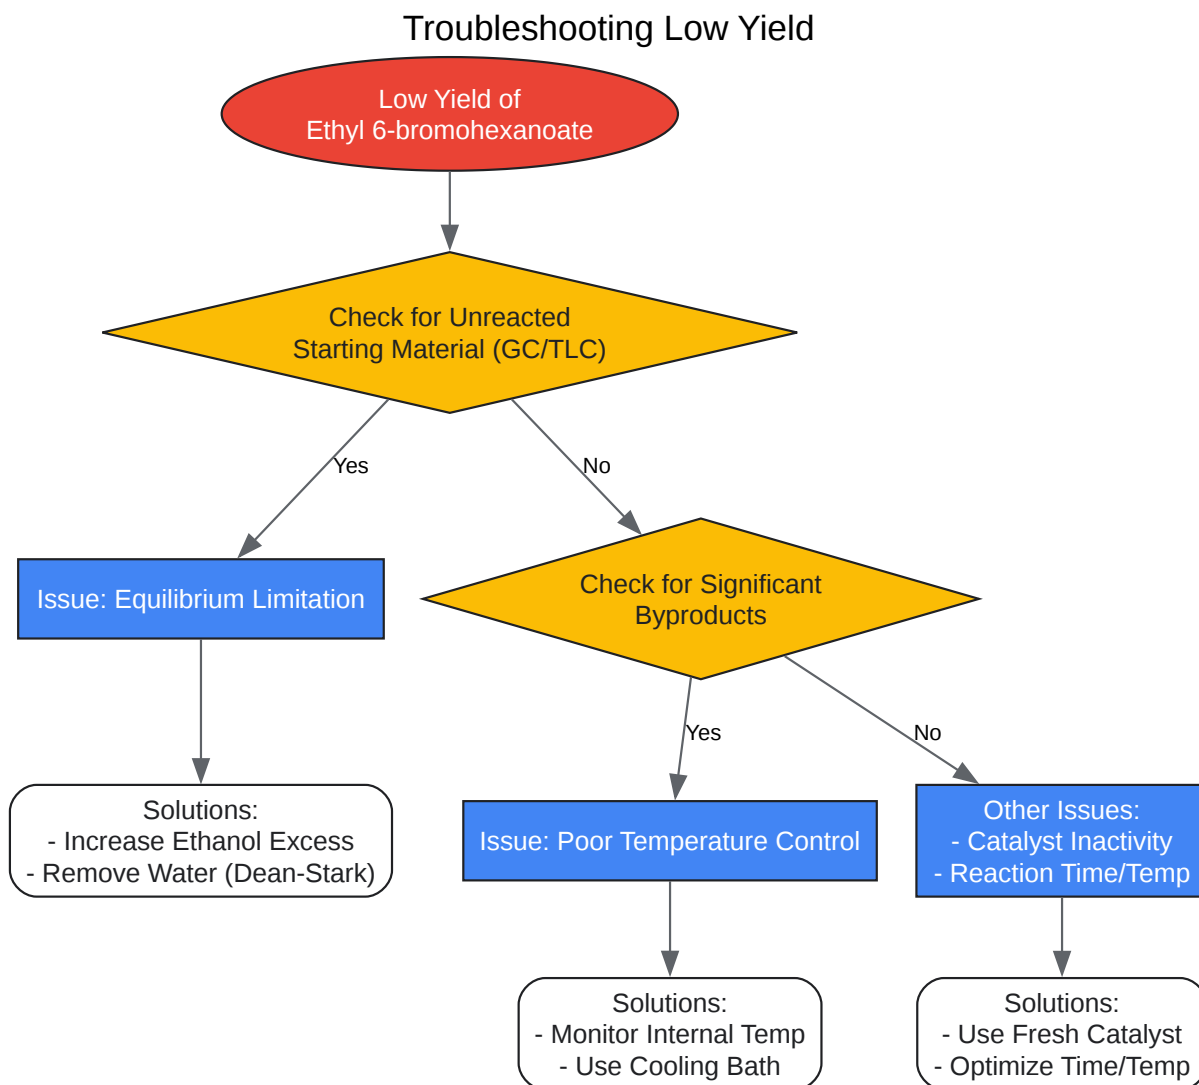 Troubleshooting Low Yield
Low Yield of
Ethyl 6-bromohexanoate
Check for Unreacted
Starting Material (GC/TLC)
Yes
No
Issue: Equilibrium Limitation
Check for Significant
Byproducts
Yes
No
Solutions:
- Increase Ethanol Excess
- Remove Water (Dean-Stark)
Issue: Poor Temperature Control
Other Issues:
- Catalyst Inactivity
- Reaction Time/Temp
Solutions:
- Monitor Internal Temp
- Use Cooling Bath
Solutions:
- Use Fresh Catalyst
- Optimize Time/Temp